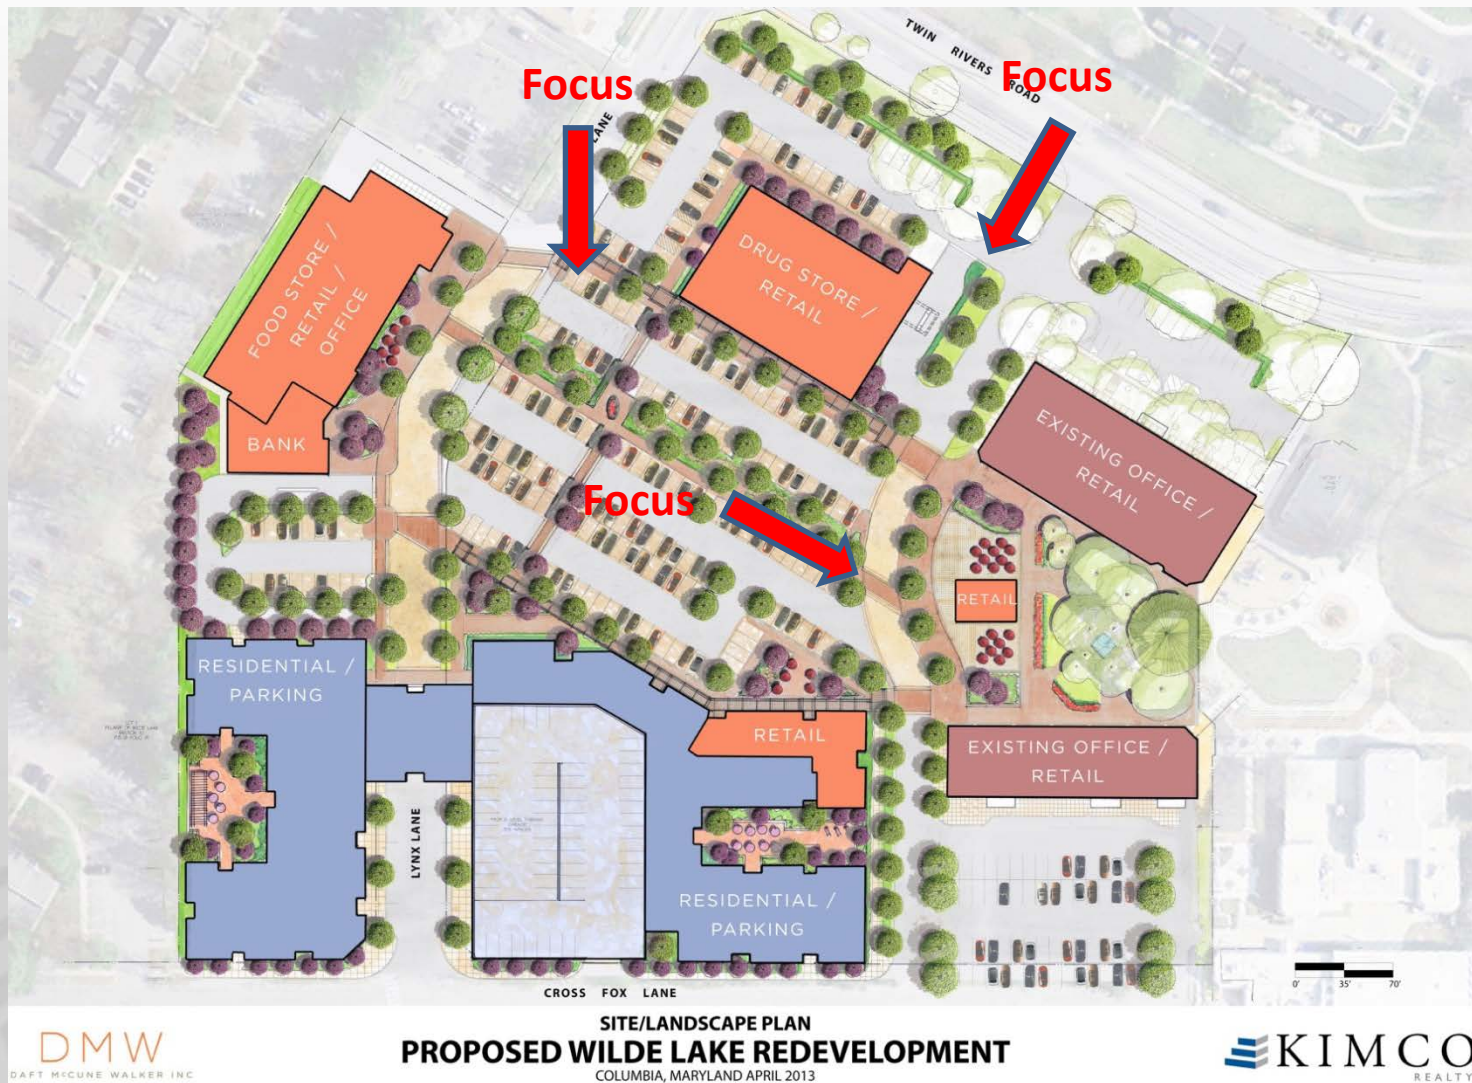 TWIN RIVERS ROAD
Focus
Focus
LANE
FOOD STORE /
RETAIL /
OFFICE
DRUG STORE /
RETAIL
BANK
EXISTING OFFICE /
RETAIL
Focus
RETAIL
RESIDENTIAL /
PARKING
RETAIL
EXISTING OFFICE /
RETAIL
LYNX LANE
RESIDENTIAL /
PARKING
CROSS FOX LANE
0' 35' 70'
SITE/LANDSCAPE PLAN
PROPOSED WILDE LAKE REDEVELOPMENT
COLUMBIA, MARYLAND APRIL 2013
DMW
DAFT MCCUNE WALKER INC
KIMCO
REALTY